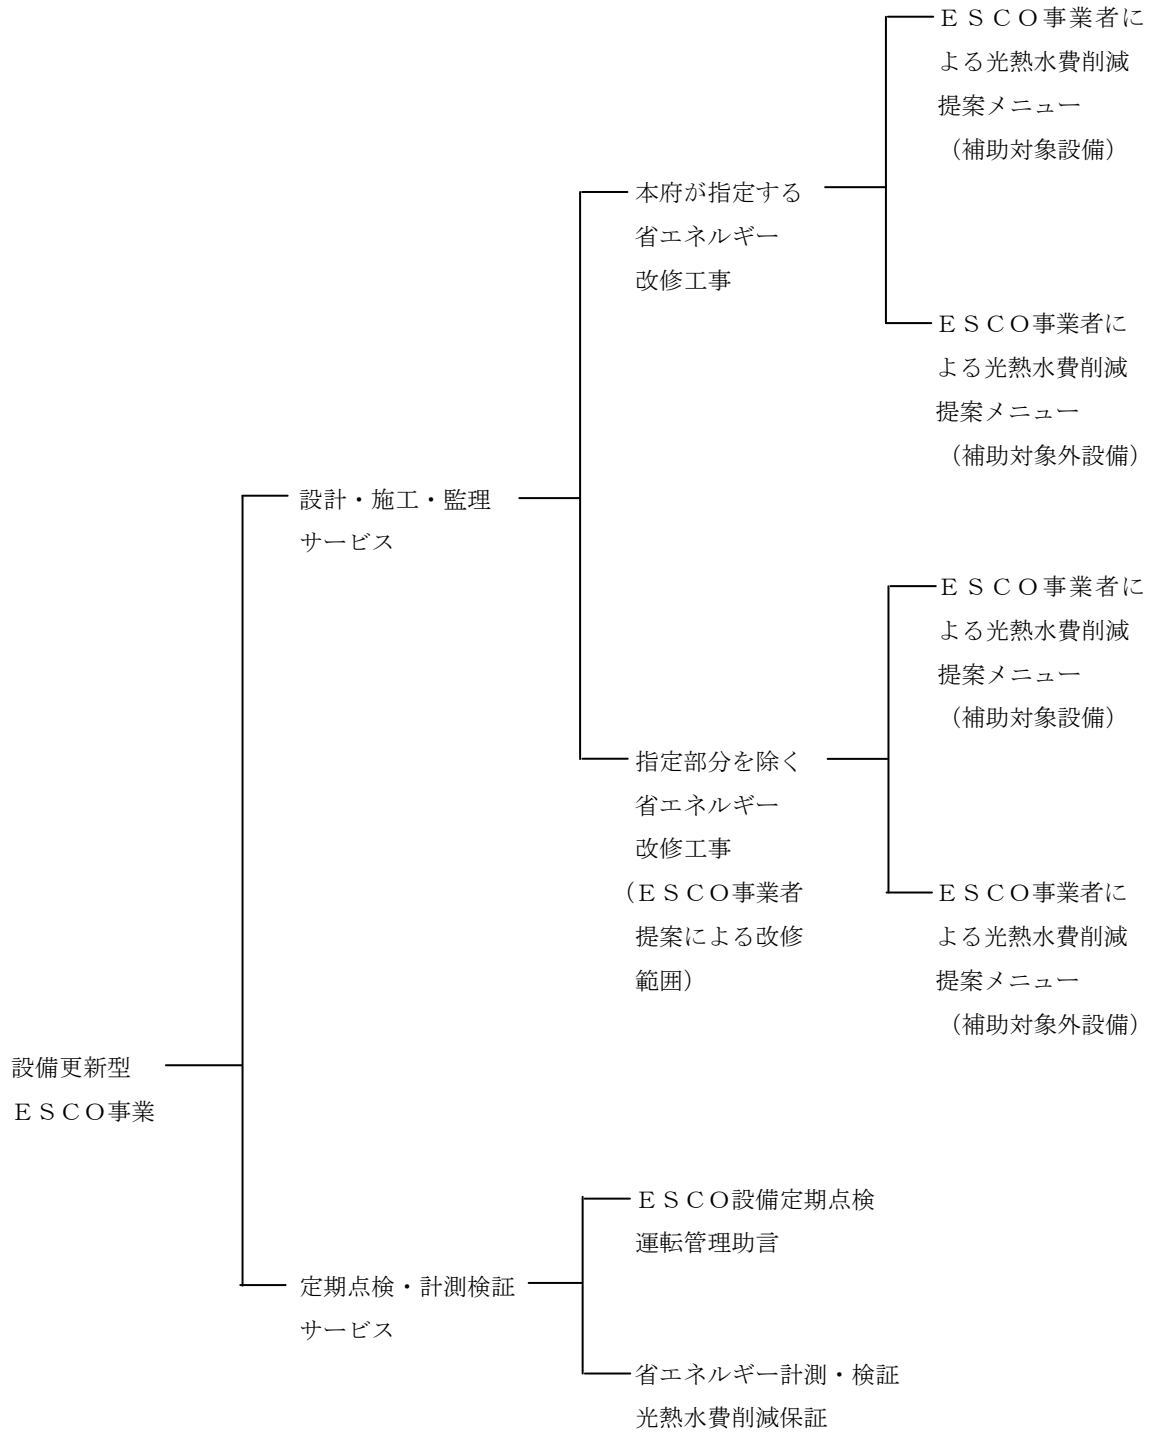 ＥＳＣＯ事業者に
よる光熱水費削減
提案メニュー
（補助対象設備）
本府が指定する
省エネルギー
改修工事
ＥＳＣＯ事業者に
よる光熱水費削減
提案メニュー
（補助対象外設備）
設計・施工・監理
サービス
ＥＳＣＯ事業者に
よる光熱水費削減
提案メニュー
（補助対象設備）
指定部分を除く
省エネルギー
改修工事
（ＥＳＣＯ事業者
提案による改修
範囲）
ＥＳＣＯ事業者に
よる光熱水費削減
提案メニュー
（補助対象外設備）
設備更新型
ＥＳＣＯ事業
ＥＳＣＯ設備定期点検
運転管理助言
定期点検・計測検証
サービス
省エネルギー計測・検証
光熱水費削減保証